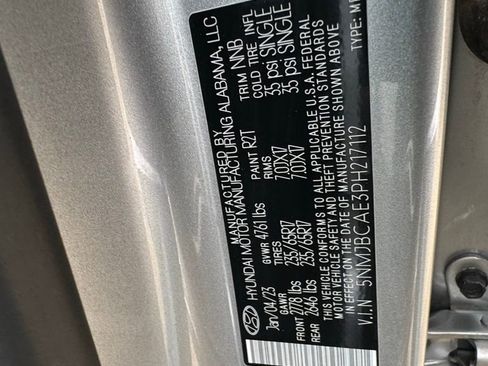 MANUFACTURED BY
HYUNDAI MOTOR MANUFACTURING ALABAMA, LLC
Jan/04/23 GVWR 4761 lbs PAINT R2T TRIM NNB
GAWR TIRES RIMS COLD TIRE INFL
FRONT 2778 lbs 235/65R17 7.0JX17 35 psi SINGLE
REAR 2646 lbs 235/65R17 7.0JX17 35 psi SINGLE
THIS VEHICLE CONFORMS TO ALL APPLICABLE U.S.A. FEDERAL
MOTOR VEHICLE SAFETY AND THEFT PREVENTION STANDARDS
IN EFFECT ON THE DATE OF MANUFACTURE SHOWN ABOVE
V.I.N 5NMJBCAE3PH217112 TYPE